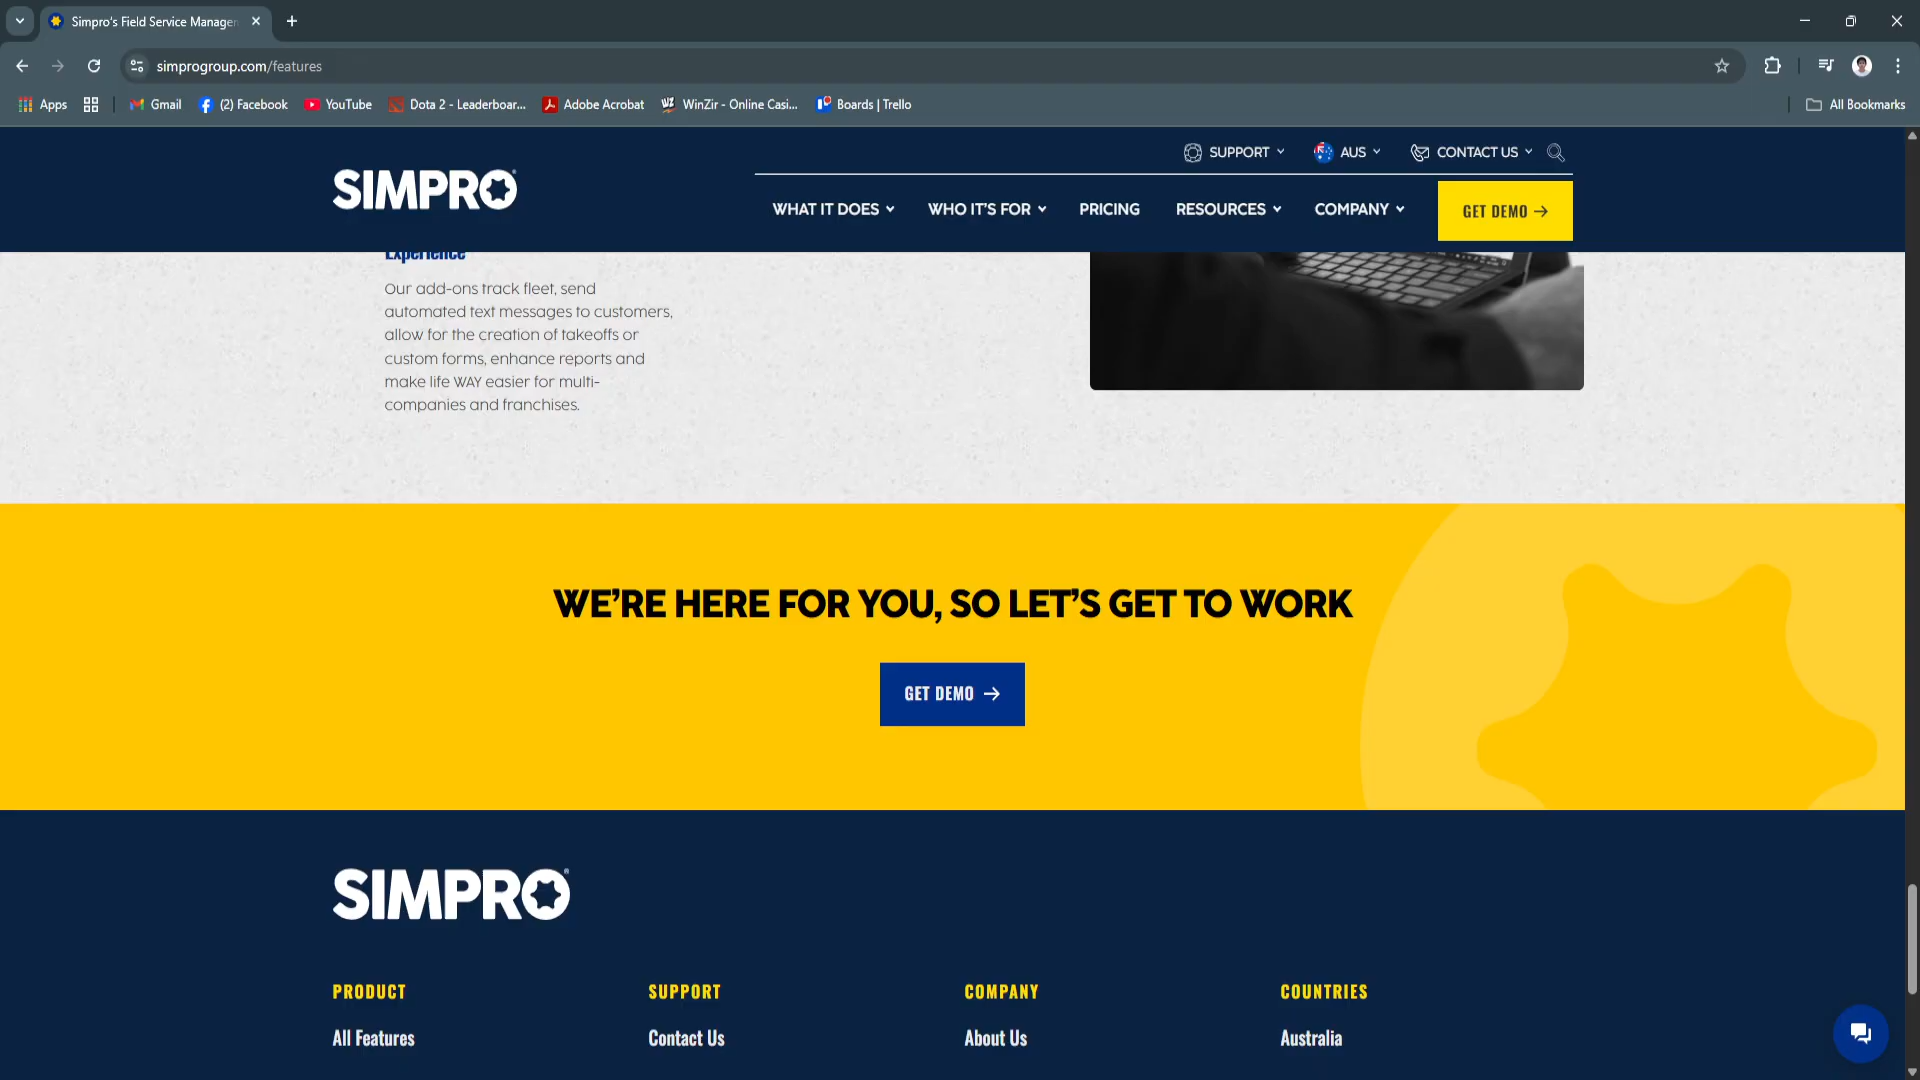 Simpro's Field Service Manager
simprogroup.com/features
Apps
Gmail
(2) Facebook
YouTube
Dota 2 - Leaderboar...
Adobe Acrobat
WinZir - Online Casi...
Boards | Trello
All Bookmarks
SUPPORT
AUS
CONTACT US
SIMPRO
WHAT IT DOES
WHO IT'S FOR
PRICING
RESOURCES
COMPANY
GET DEMO →
Experience
Our add-ons track fleet, send
automated text messages to customers,
allow for the creation of takeoffs or
custom forms, enhance reports and
make life WAY easier for multi-
companies and franchises.
WE'RE HERE FOR YOU, SO LET'S GET TO WORK
GET DEMO →
SIMPRO®
PRODUCT
SUPPORT
COMPANY
COUNTRIES
All Features
Contact Us
About Us
Australia